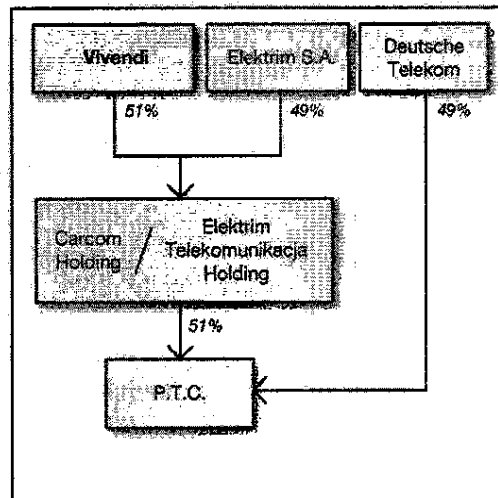 Vivendi
Elektrim S.A
Deutsche
Telekom
51%
49%
49%
Carcom
Holding
/
Elektrim
Telekomunikacja
Holding
51%
P.T.C.